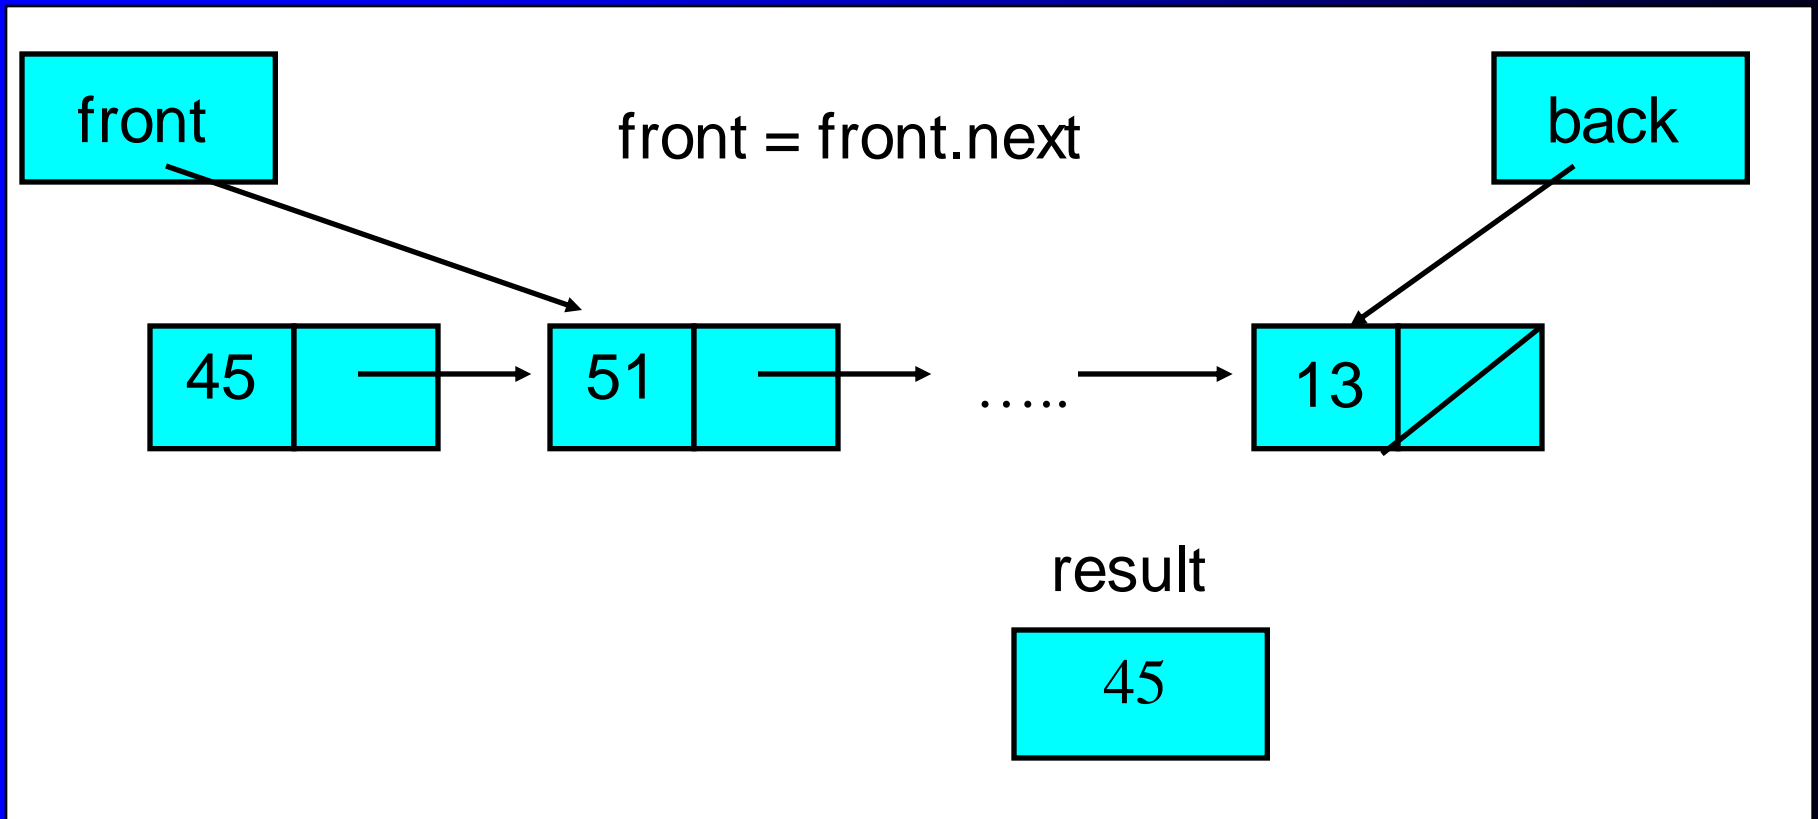 front
front = front.next
back
45
51
.....
13
result
45